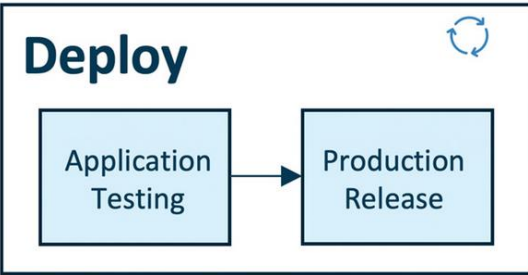 Deploy
Application
Testing
Production
Release